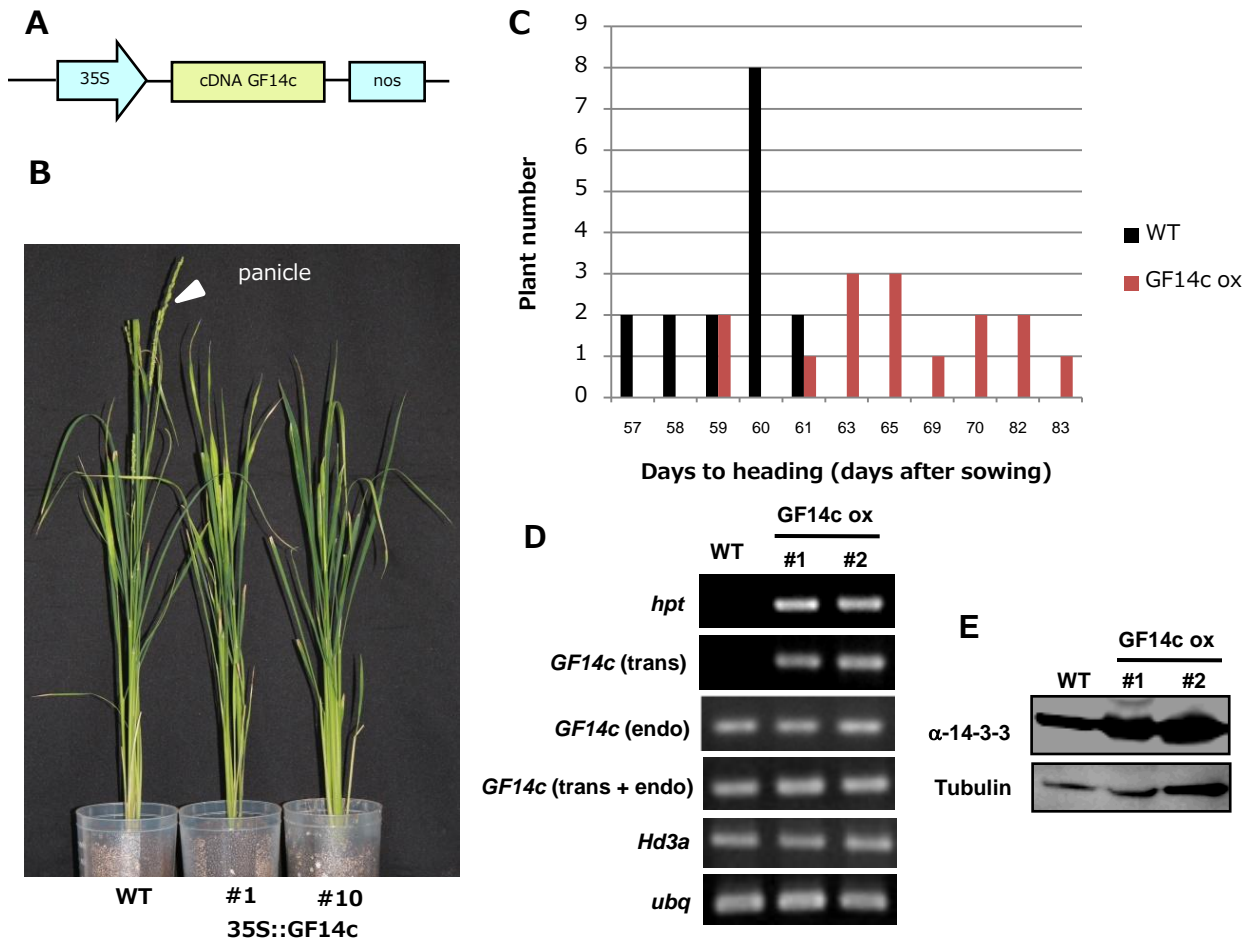 A
35S
cDNA GF14c
nos
B
panicle
WT
#1
#10
35S::GF14c
C
9
8
7
6
5
4
3
2
1
0
Plant number
57 58 59 60 61 63 65 69 70 82 83
Days to heading (days after sowing)
WT
GF14c ox
D
GF14c ox
WT
#1 #2
hpt
GF14c (trans)
GF14c (endo)
GF14c (trans + endo)
Hd3a
ubq
E
GF14c ox
WT #1 #2
α-14-3-3
Tubulin